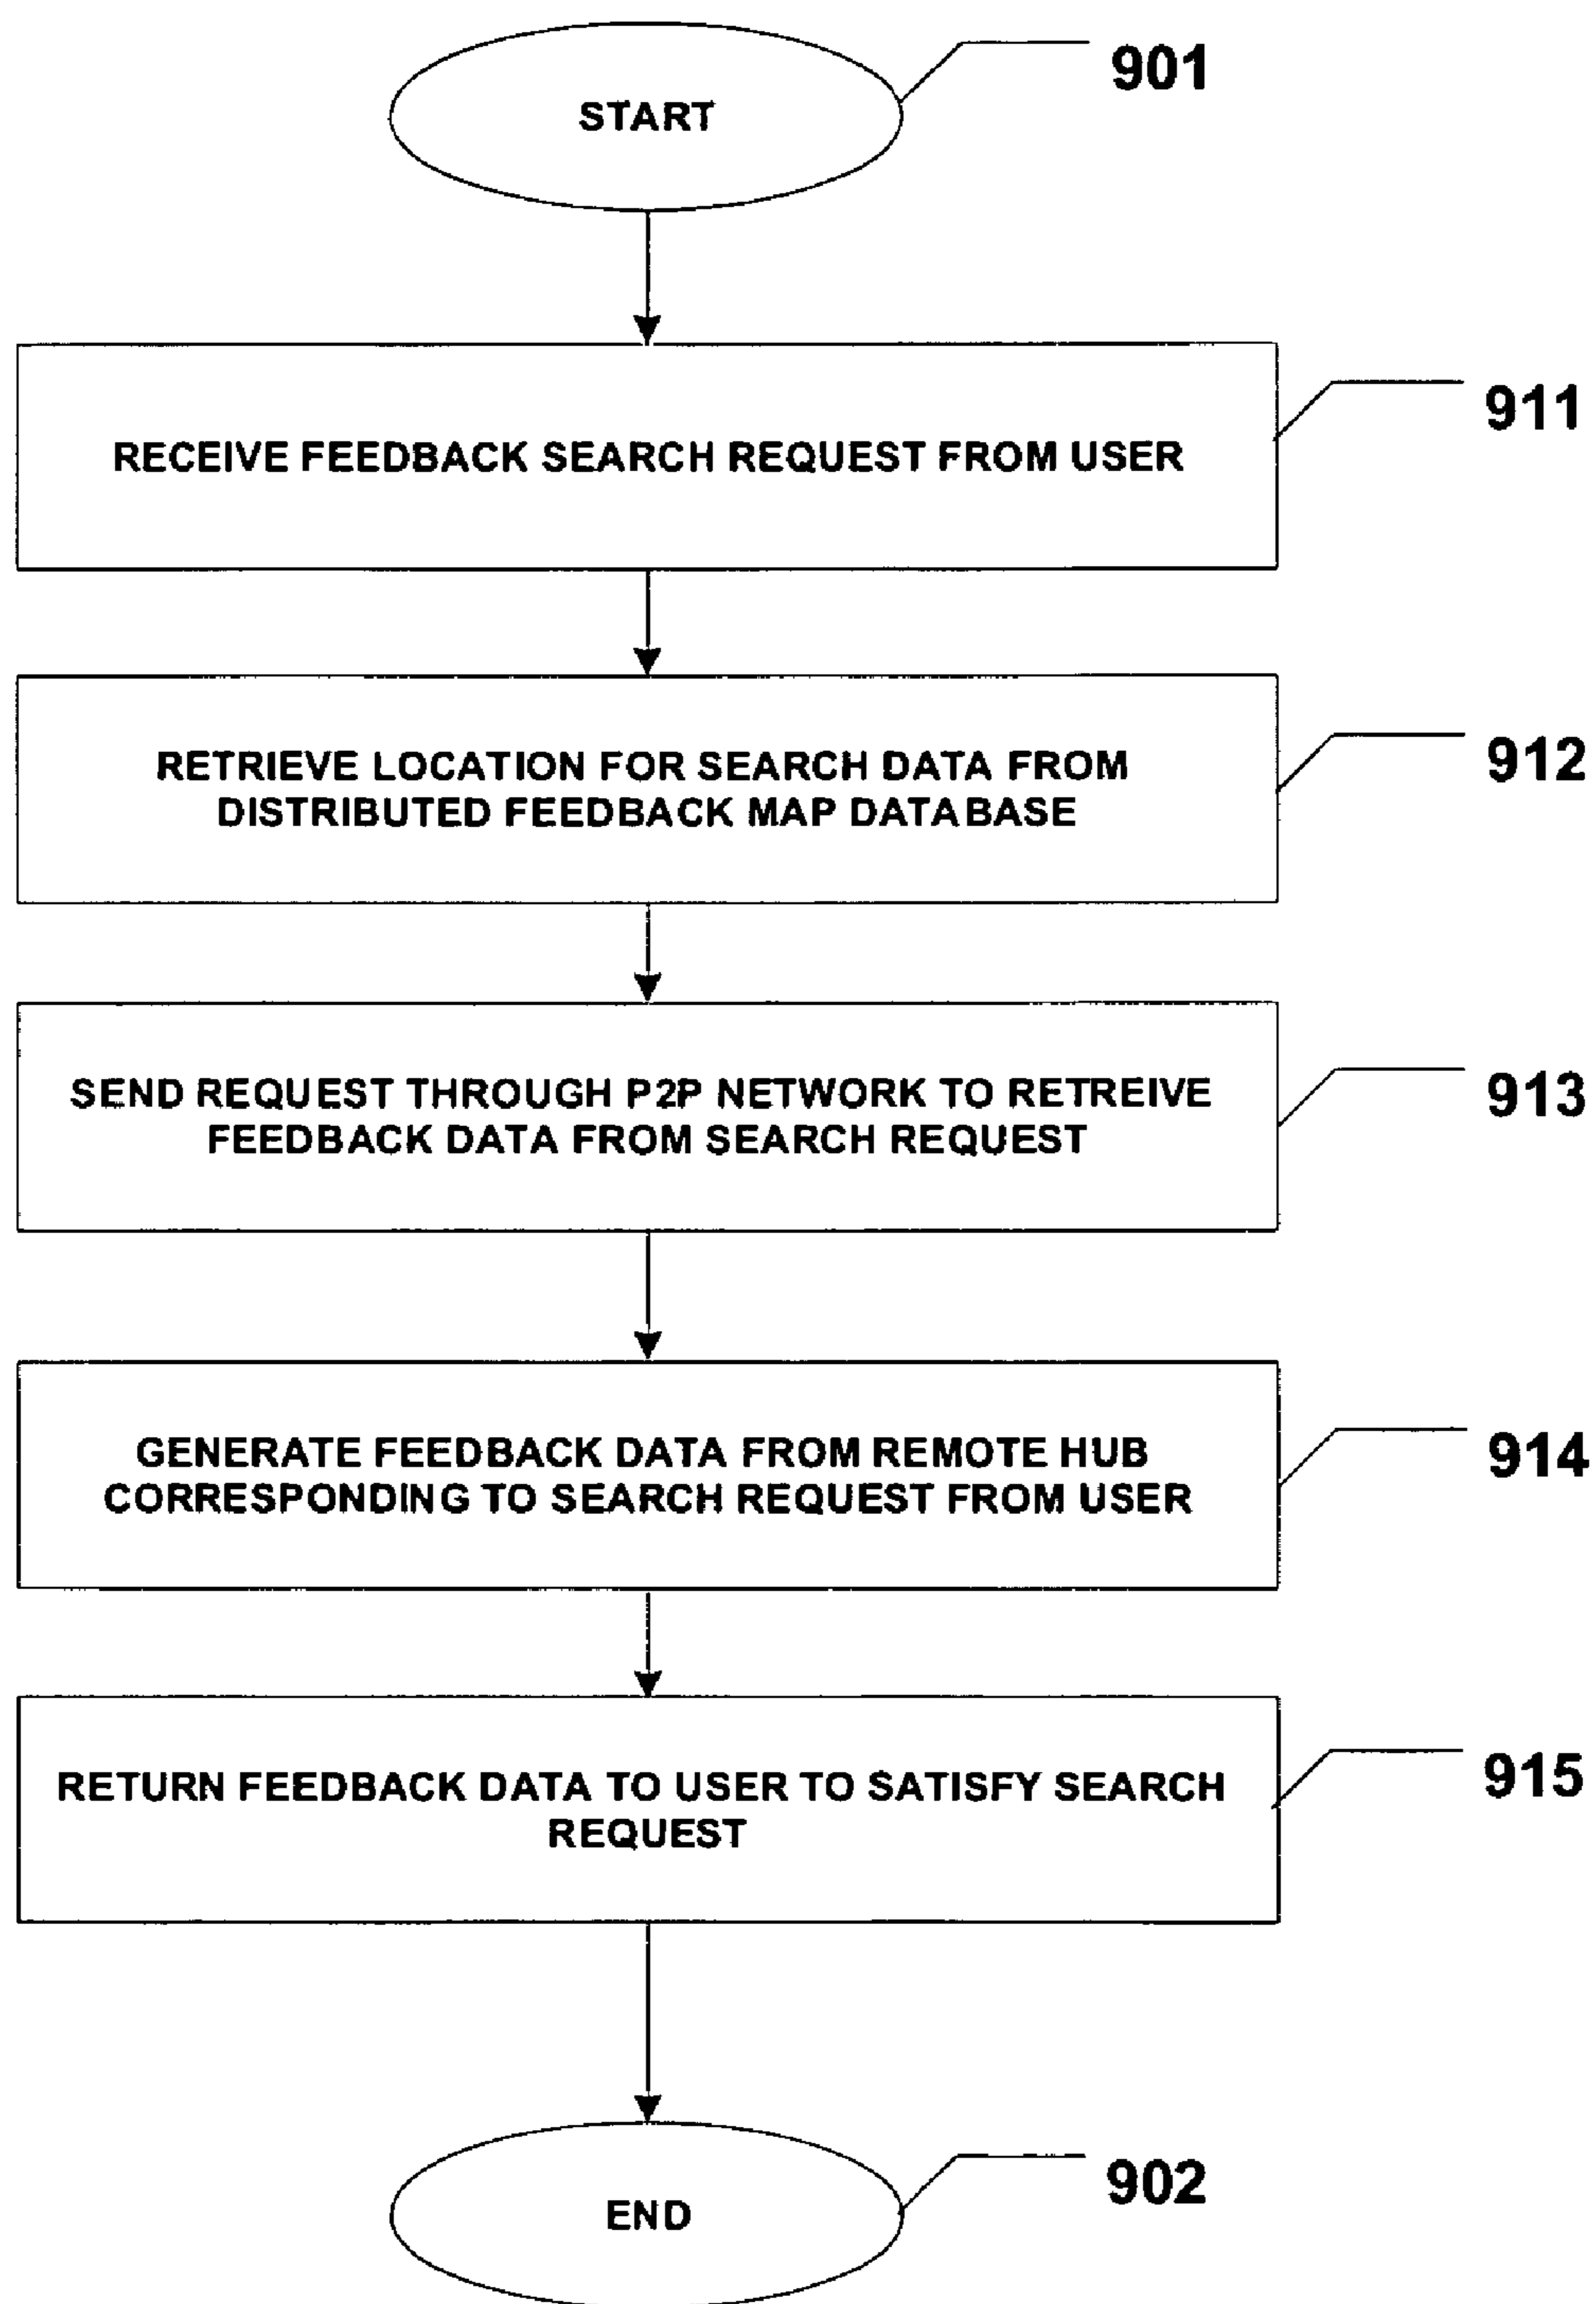 START
901
RECEIVE FEEDBACK SEARCH REQUEST FROM USER
911
RETRIEVE LOCATION FOR SEARCH DATA FROM
DISTRIBUTED FEEDBACK MAP DATABASE
912
SEND REQUEST THROUGH P2P NETWORK TO RETREIVE
FEEDBACK DATA FROM SEARCH REQUEST
913
GENERATE FEEDBACK DATA FROM REMOTE HUB
CORRESPONDING TO SEARCH REQUEST FROM USER
914
RETURN FEEDBACK DATA TO USER TO SATISFY SEARCH
REQUEST
915
END
902